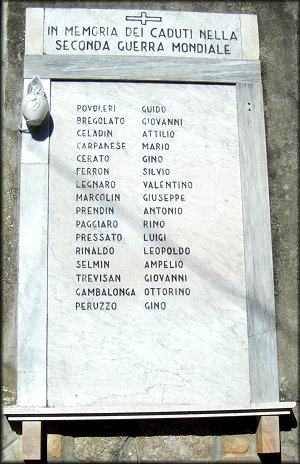 IN MEMORIA DEI CADUTI NELLA
SECONDA GUERRA MONDIALE
POVOLERI GUIDO
BREGOLATO GIOVANNI
CELADIN ATTILIO
CARPANESE MARIO
CERATO GINO
FERRON SILVIO
LEGNARO VALENTINO
MARCOLIN GIUSEPPE
PRENDIN ANTONIO
PAGGIARO RINO
PRESSATO LUIGI
RINALDO LEOPOLDO
SELMIN AMPELIO
TREVISAN GIOVANNI
GAMBALONGA OTTORINO
PERUZZO GINO